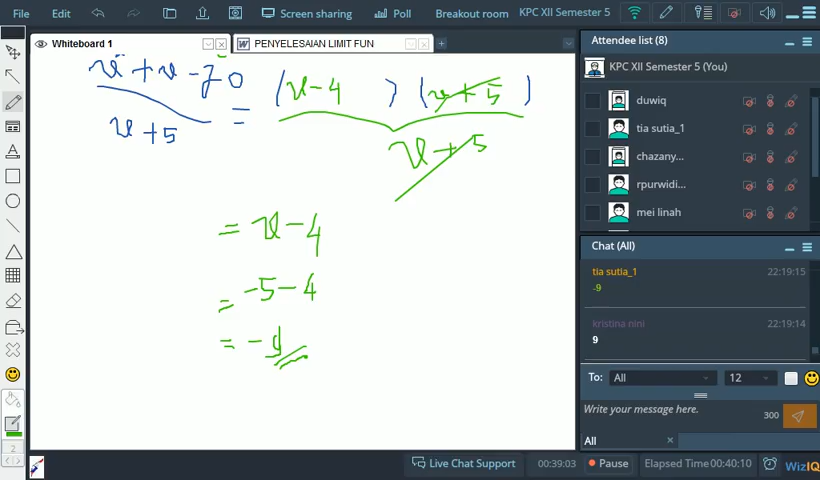 File Edit Screen sharing Poll Breakout room KPC XII Semester 5
Whiteboard 1 PENYELESAIAN LIMIT FUN
x² + x - 20
x + 5
= (x - 4) (x + 5)
x + 5
= x - 4
= -5 - 4
= -9
Attendee list (8)
KPC XII Semester 5 (You)
duwiq
tia sutia_1
chazany...
rpurwidi...
mei linah
Chat (All)
tia sutia_1 22:19:15
-9
kristina nini 22:19:14
9
To: All 12
Write your message here. 300
All
2
Live Chat Support 00:39:03 Pause Elapsed Time 00:40:10 WizIQ